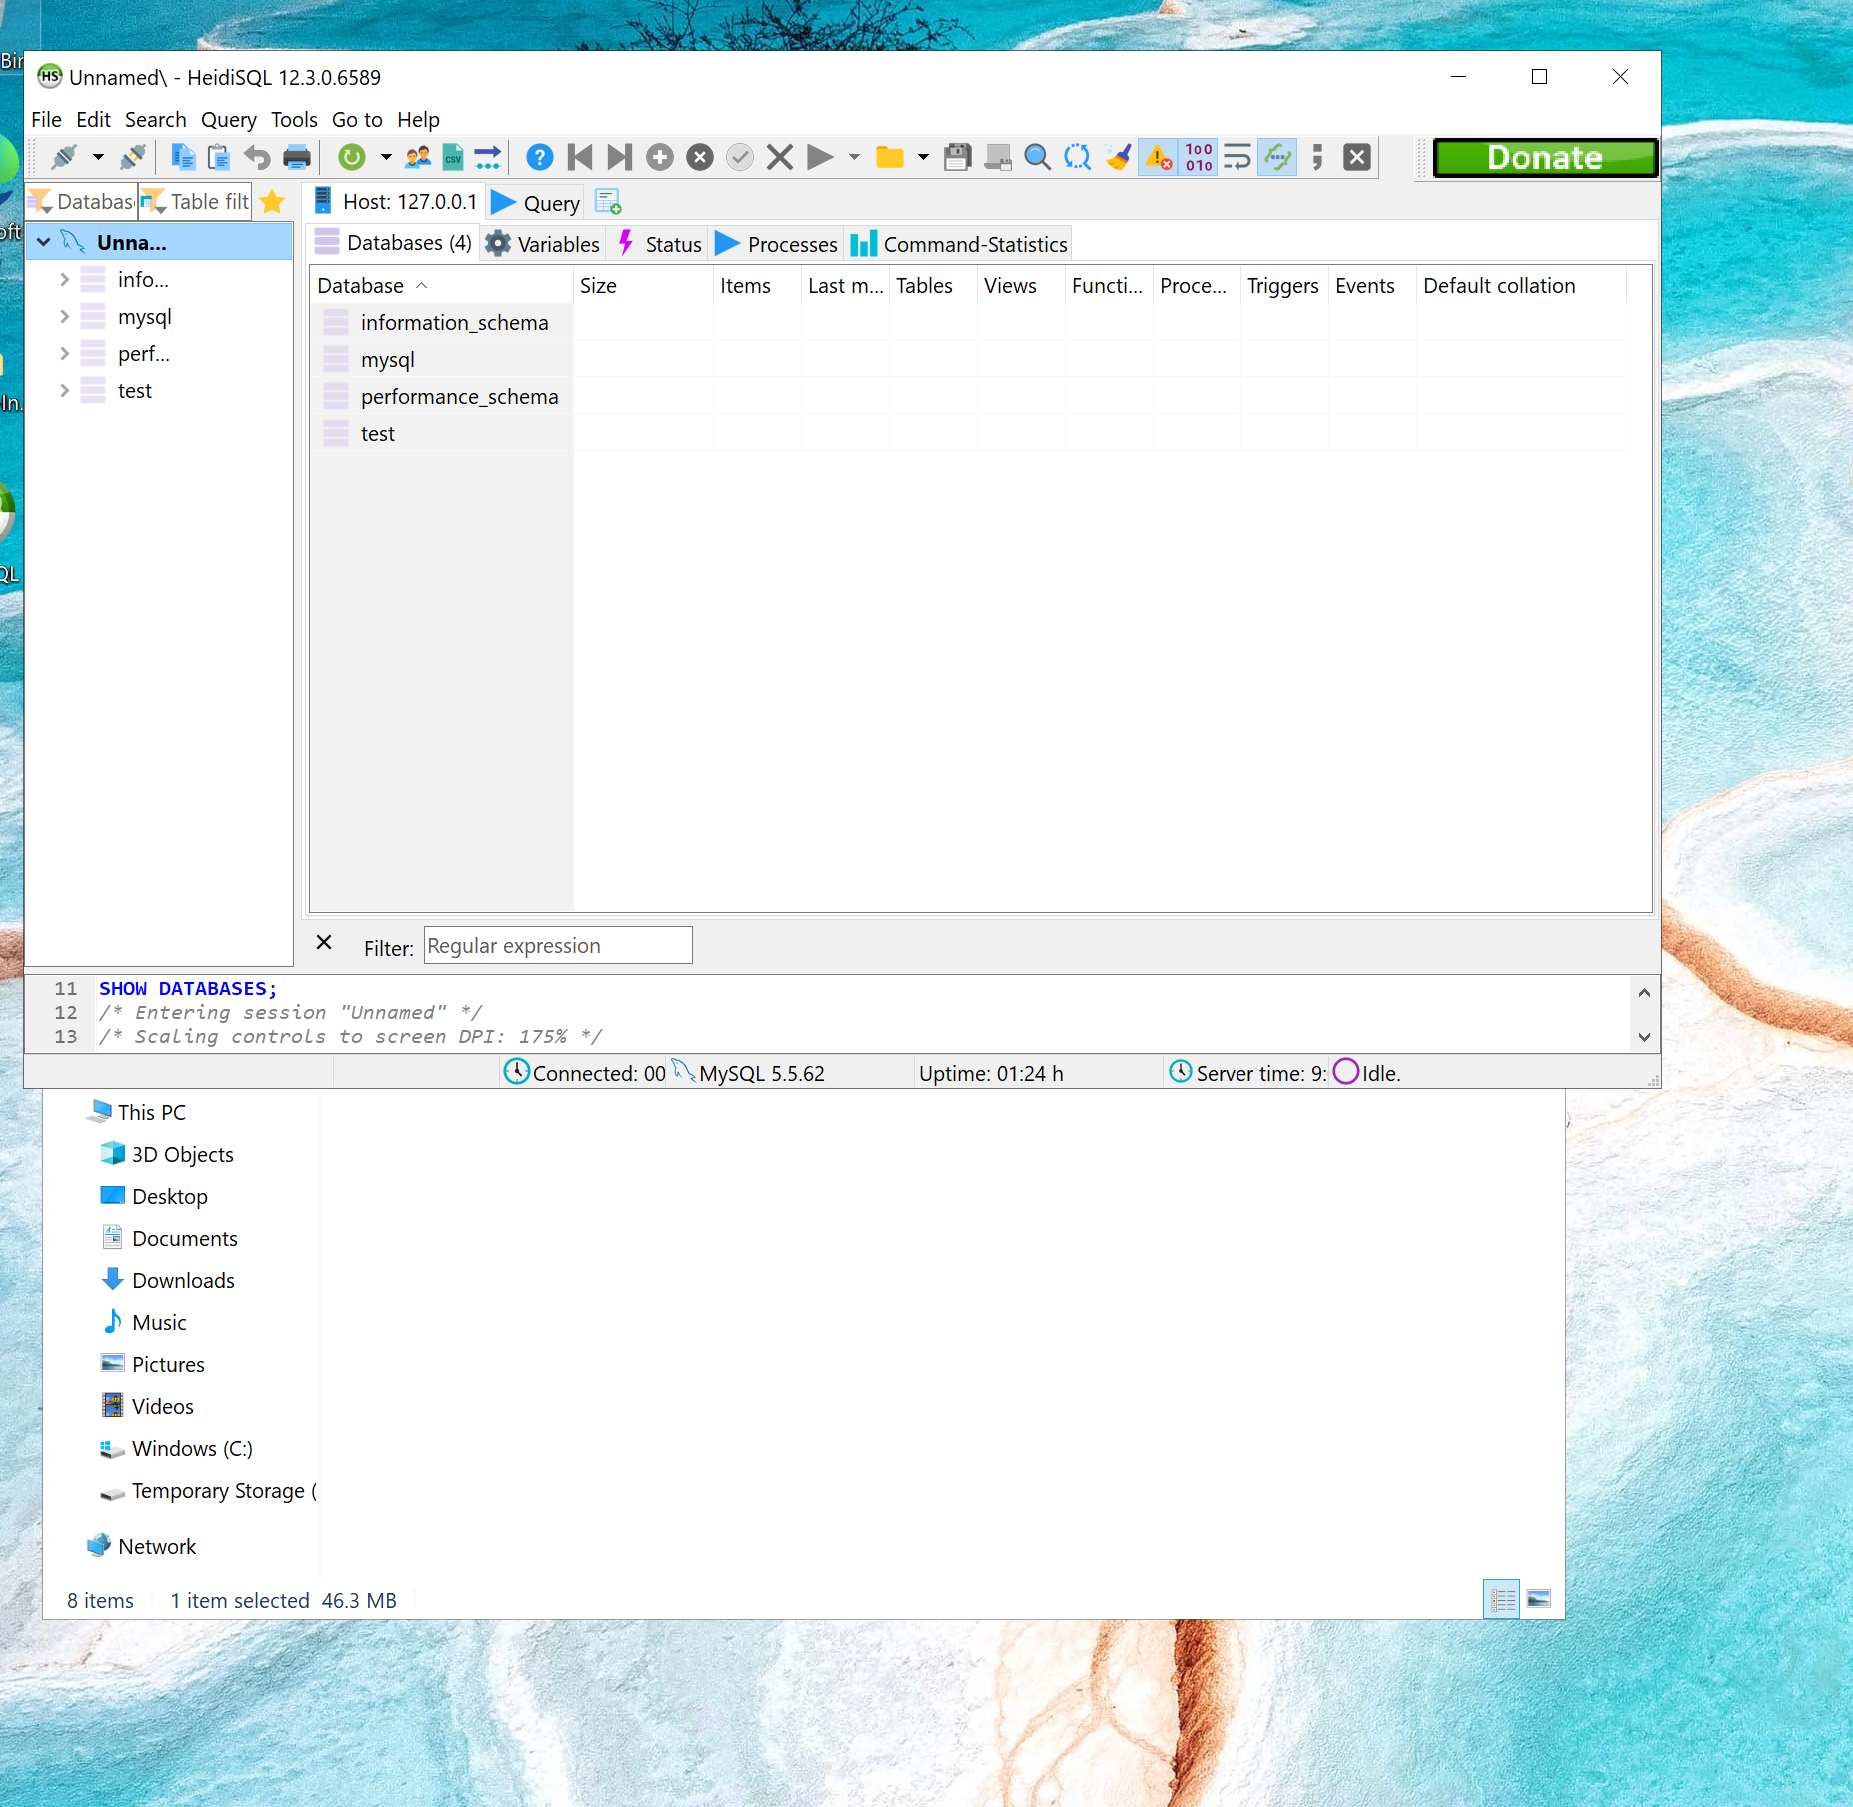 Bin
oft
In.
QL
Unnamed\ - HeidiSQL 12.3.0.6589
File Edit Search Query Tools Go to Help
Donate
Databas Table filt Host: 127.0.0.1 Query
Unna... Databases (4) Variables Status Processes Command-Statistics
info...
mysql
perf...
test
Database Size Items Last m... Tables Views Functi... Proce... Triggers Events Default collation
information_schema
mysql
performance_schema
test
Filter: Regular expression
11 SHOW DATABASES;
12 /* Entering session "Unnamed" */
13 /* Scaling controls to screen DPI: 175% */
Connected: 00 MySQL 5.5.62 Uptime: 01:24 h Server time: 9: Idle.
This PC
3D Objects
Desktop
Documents
Downloads
Music
Pictures
Videos
Windows (C:)
Temporary Storage (
Network
8 items 1 item selected 46.3 MB